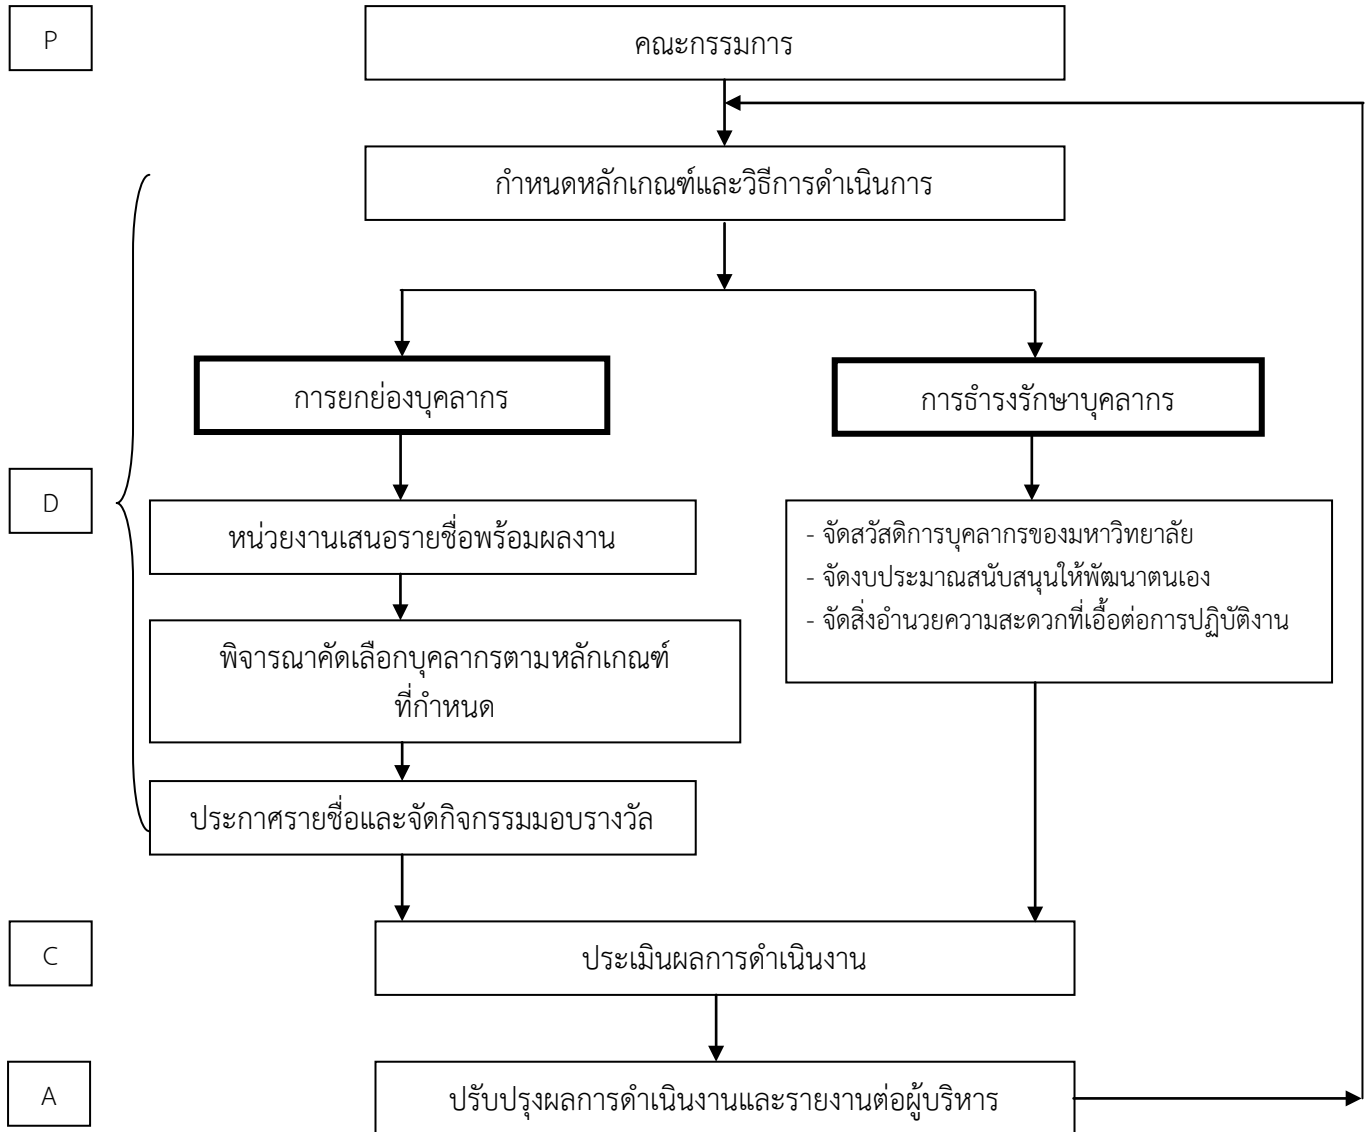 P
คณะกรรมการ
กำหนดหลักเกณฑ์และวิธีการดำเนินการ
การยกย่องบุคลากร
การธำรงรักษาบุคลากร
D
หน่วยงานเสนอรายชื่อพร้อมผลงาน
พิจารณาคัดเลือกบุคลากรตามหลักเกณฑ์
ที่กำหนด
ประกาศรายชื่อและจัดกิจกรรมมอบรางวัล
- จัดสวัสดิการบุคลากรของมหาวิทยาลัย
- จัดงบประมาณสนับสนุนให้พัฒนาตนเอง
- จัดสิ่งอำนวยความสะดวกที่เอื้อต่อการปฏิบัติงาน
C
ประเมินผลการดำเนินงาน
A
ปรับปรุงผลการดำเนินงานและรายงานต่อผู้บริหาร